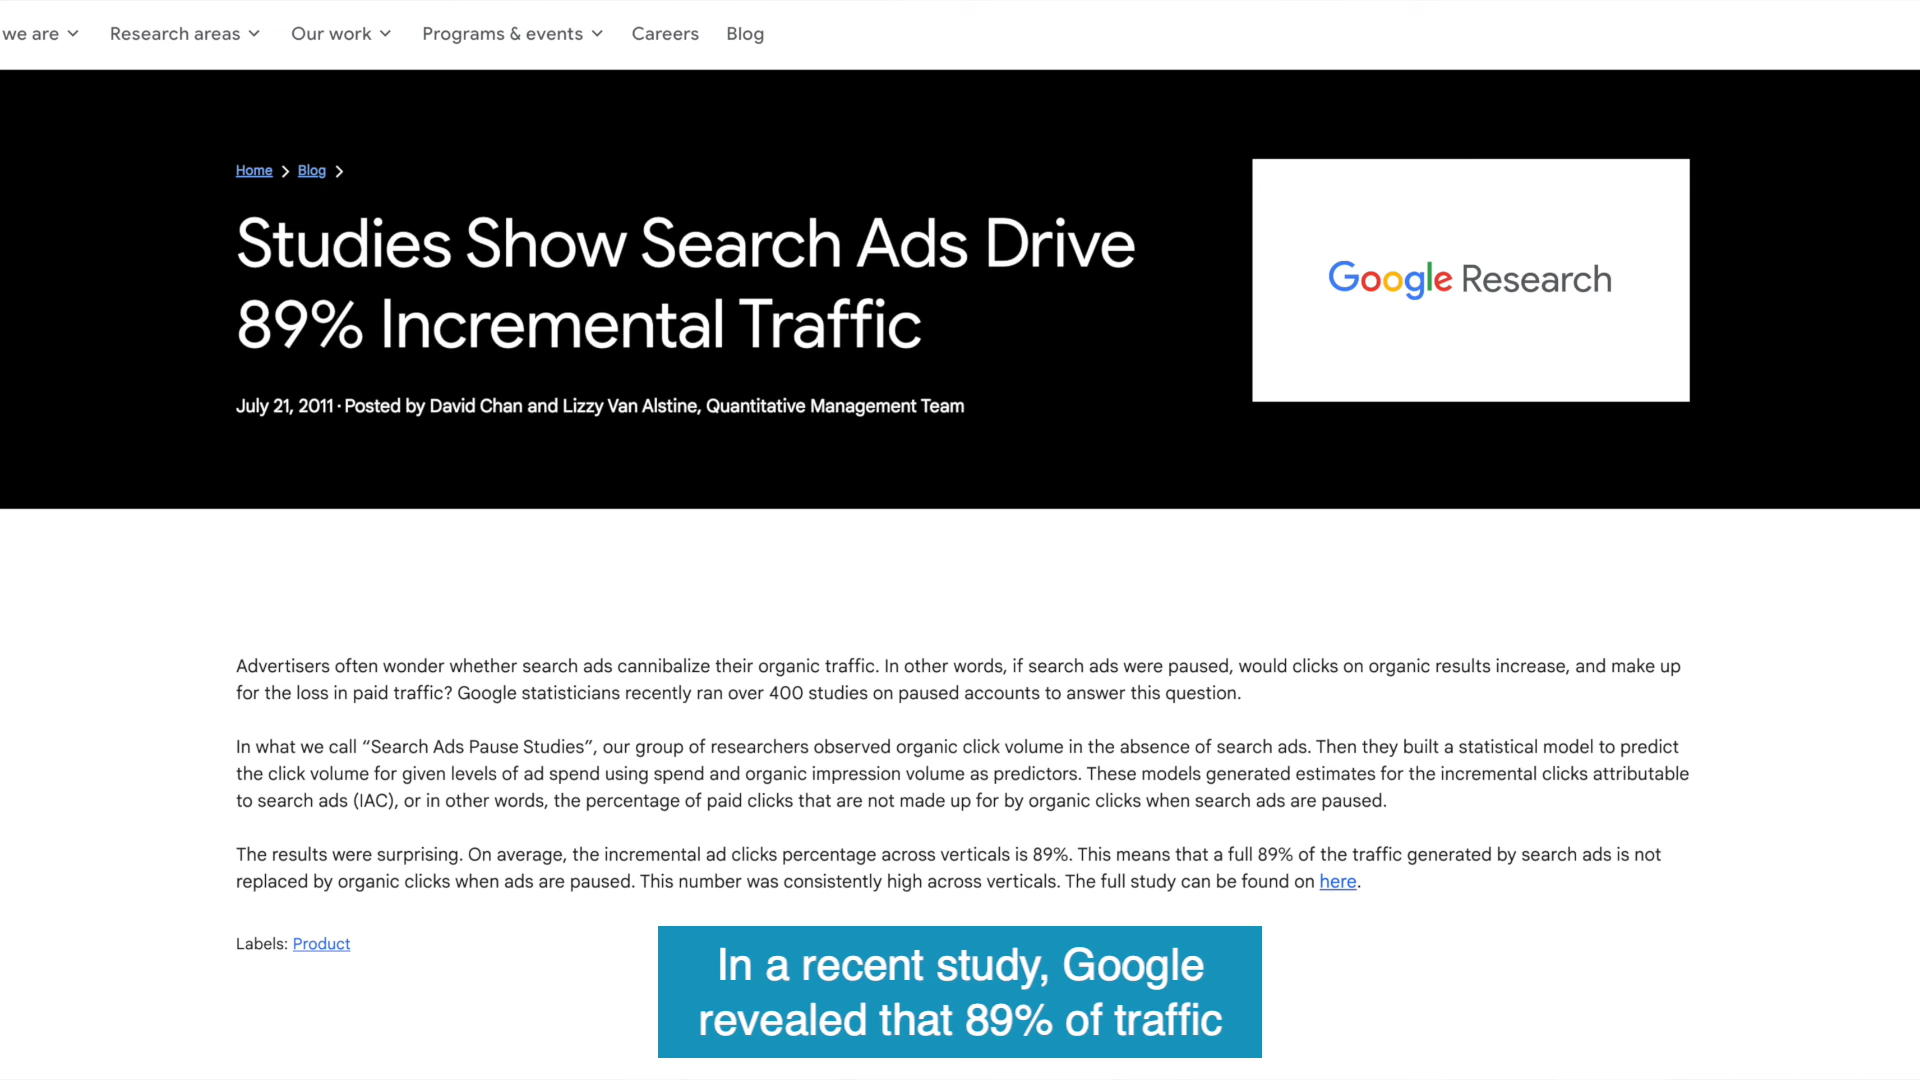 we are Research areas Our work Programs & events Careers Blog
Home Blog
Studies Show Search Ads Drive
89% Incremental Traffic
July 21, 2011 · Posted by David Chan and Lizzy Van Alstine, Quantitative Management Team
Google Research
Advertisers often wonder whether search ads cannibalize their organic traffic. In other words, if search ads were paused, would clicks on organic results increase, and make up
for the loss in paid traffic? Google statisticians recently ran over 400 studies on paused accounts to answer this question.
In what we call “Search Ads Pause Studies”, our group of researchers observed organic click volume in the absence of search ads. Then they built a statistical model to predict
the click volume for given levels of ad spend using spend and organic impression volume as predictors. These models generated estimates for the incremental clicks attributable
to search ads (IAC), or in other words, the percentage of paid clicks that are not made up for by organic clicks when search ads are paused.
The results were surprising. On average, the incremental ad clicks percentage across verticals is 89%. This means that a full 89% of the traffic generated by search ads is not
replaced by organic clicks when ads are paused. This number was consistently high across verticals. The full study can be found on here.
Labels: Product
In a recent study, Google
revealed that 89% of traffic